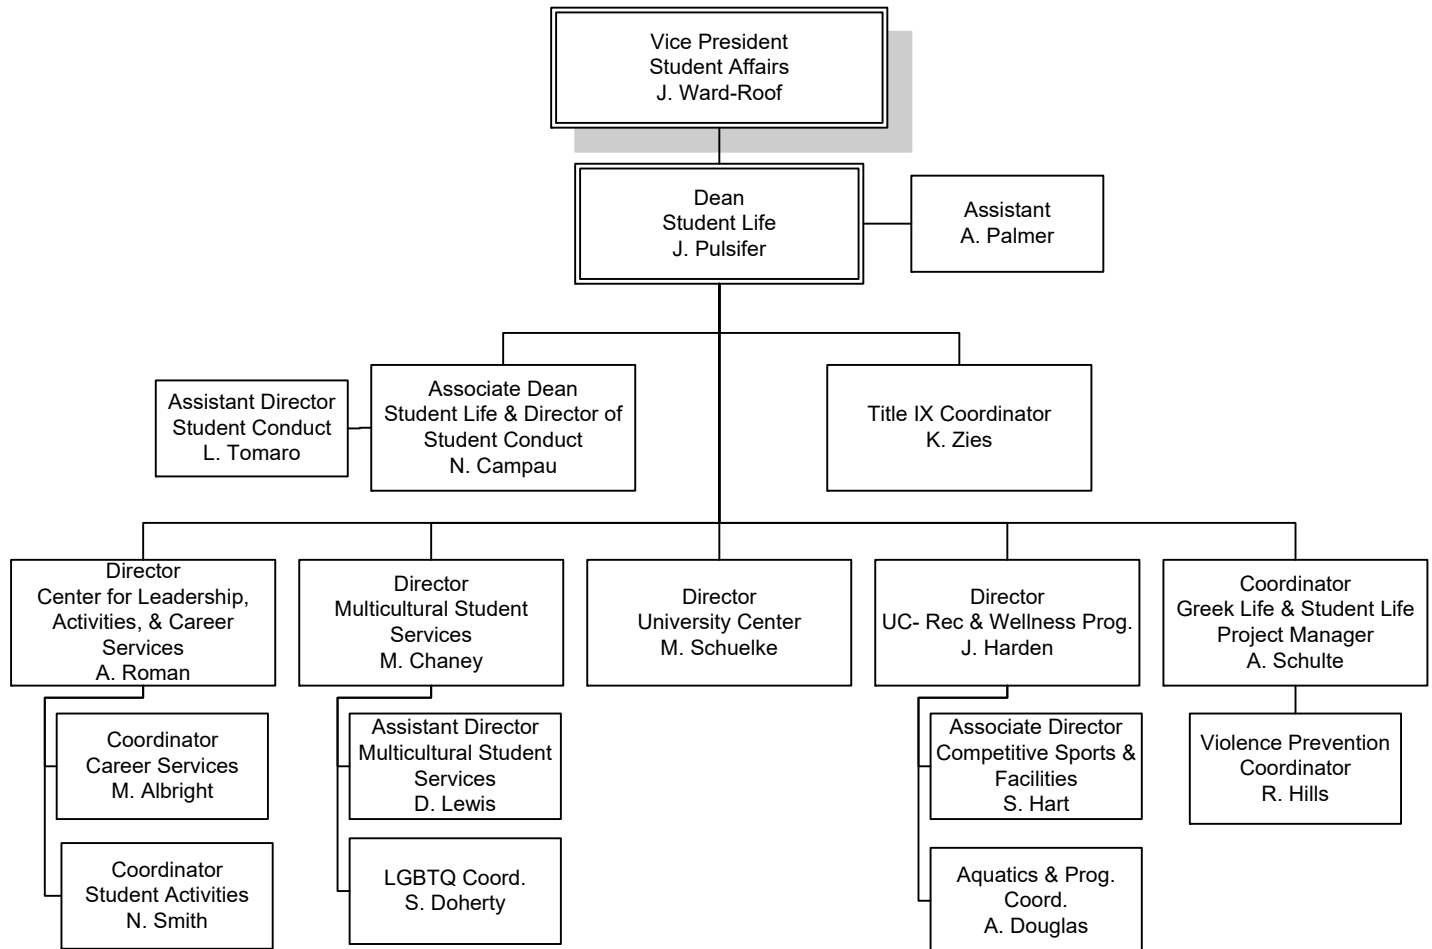 Vice President
Student Affairs
J. Ward-Roof
Dean
Student Life
J. Pulsifer
Assistant
A. Palmer
Assistant Director
Student Conduct
L. Tomaro
Associate Dean
Student Life & Director of
Student Conduct
N. Campau
Title IX Coordinator
K. Zies
Director
Center for Leadership,
Activities, & Career
Services
A. Roman
Director
Multicultural Student
Services
M. Chaney
Director
University Center
M. Schuelke
Director
UC- Rec & Wellness Prog.
J. Harden
Coordinator
Greek Life & Student Life
Project Manager
A. Schulte
Coordinator
Career Services
M. Albright
Assistant Director
Multicultural Student
Services
D. Lewis
Associate Director
Competitive Sports &
Facilities
S. Hart
Violence Prevention
Coordinator
R. Hills
Coordinator
Student Activities
N. Smith
LGBTQ Coord.
S. Doherty
Aquatics & Prog.
Coord.
A. Douglas